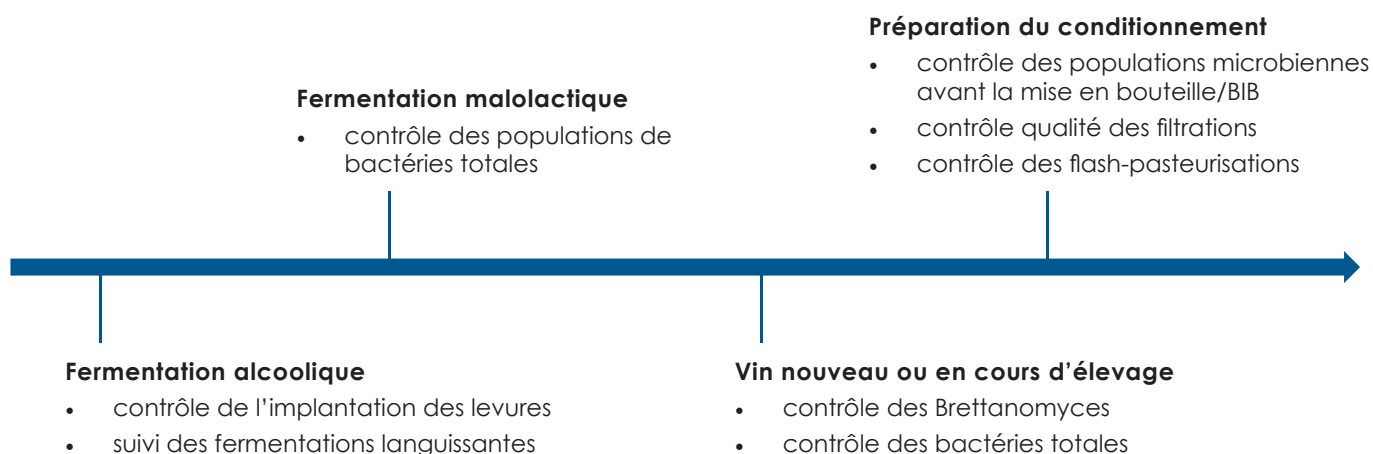 Préparation du conditionnement
• contrôle des populations microbiennes
avant la mise en bouteille/BIB
• contrôle qualité des filtrations
• contrôle des flash-pasteurisations
Fermentation malolactique
• contrôle des populations de
bactéries totales
Fermentation alcoolique
• contrôle de l’implantation des levures
• suivi des fermentations languissantes
Vin nouveau ou en cours d’élevage
• contrôle des Brettanomyces
• contrôle des bactéries totales